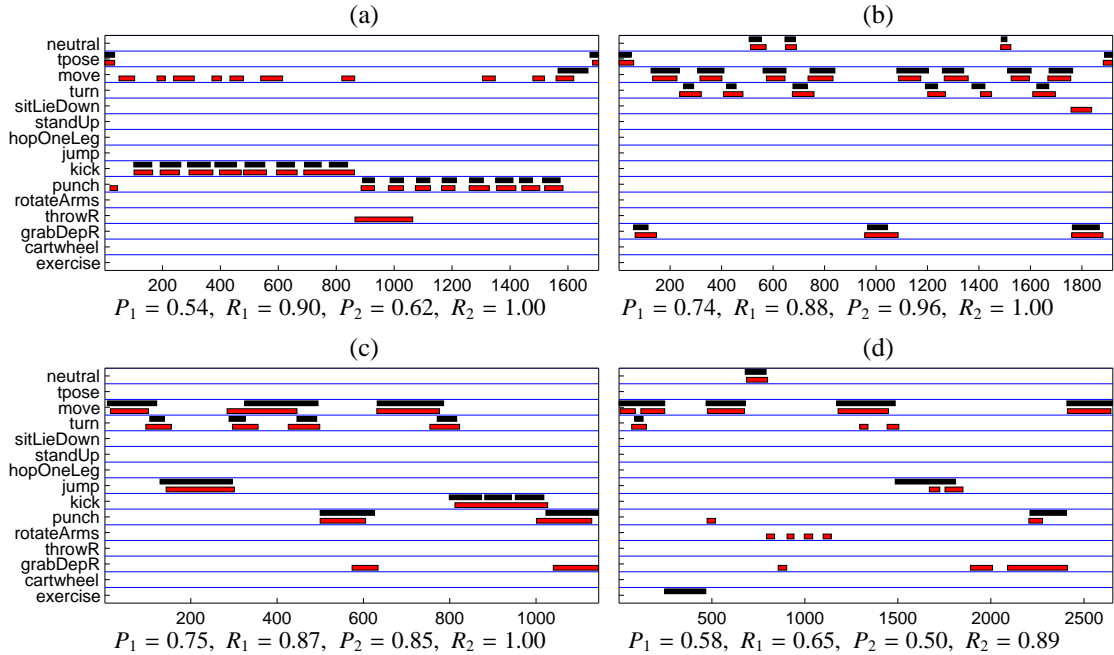 (a)
(b)
neutral
tpose
move
turn
sitLieDown
standUp
hopOneLeg
jump
kick
punch
rotateArms
throwR
grabDepR
cartwheel
exercise
200 400 600 800 1000 1200 1400 1600
200 400 600 800 1000 1200 1400 1600 1800
P1 = 0.54, R1 = 0.90, P2 = 0.62, R2 = 1.00
P1 = 0.74, R1 = 0.88, P2 = 0.96, R2 = 1.00
(c)
(d)
neutral
tpose
move
turn
sitLieDown
standUp
hopOneLeg
jump
kick
punch
rotateArms
throwR
grabDepR
cartwheel
exercise
200 400 600 800 1000
500 1000 1500 2000 2500
P1 = 0.75, R1 = 0.87, P2 = 0.85, R2 = 1.00
P1 = 0.58, R1 = 0.65, P2 = 0.50, R2 = 0.89